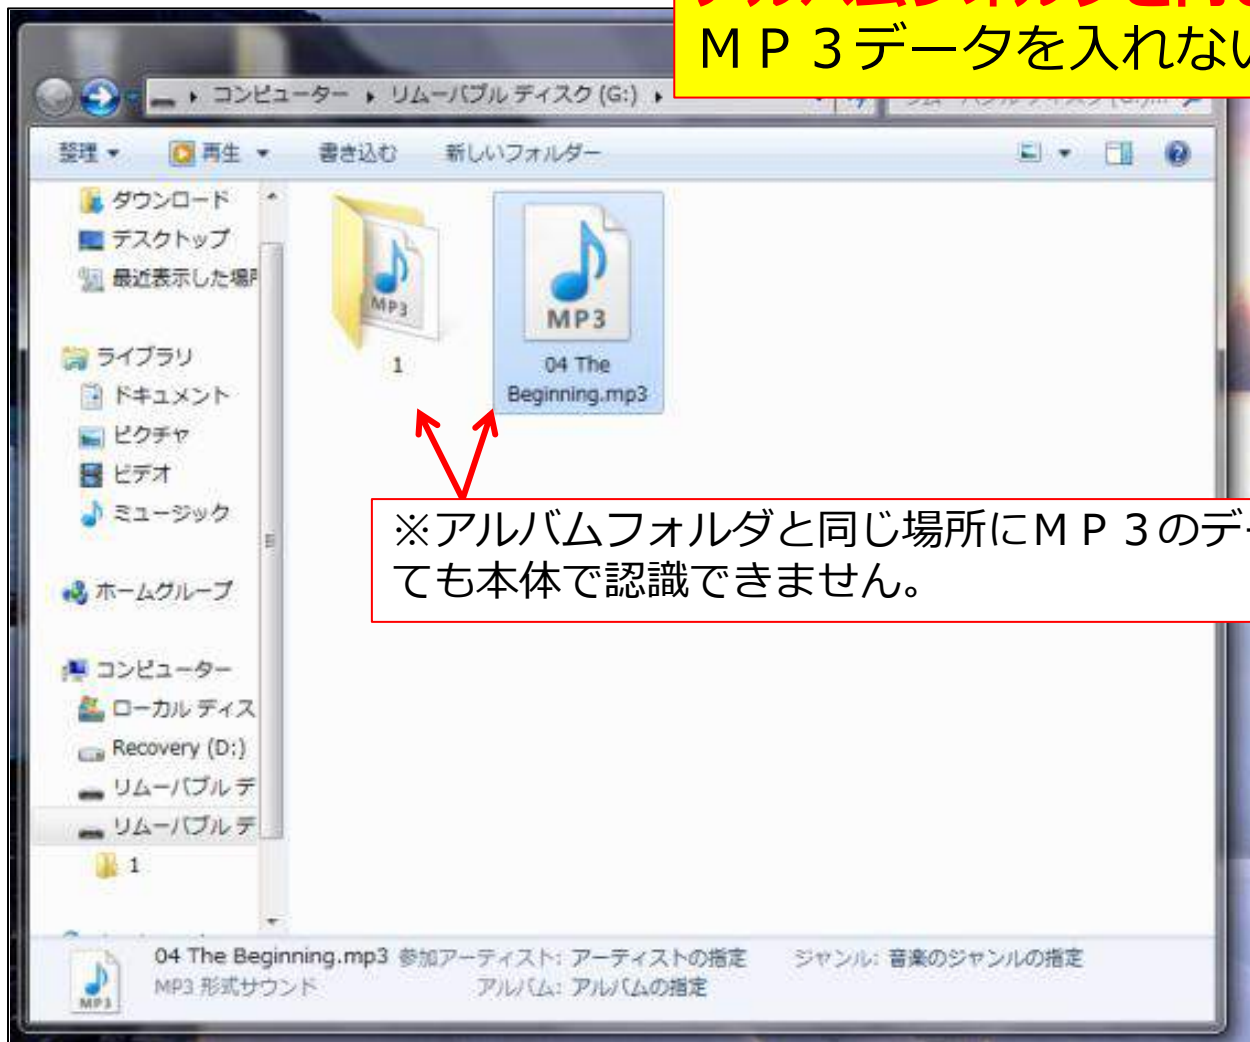 ＭＰ３データを入れない
コンピューター ▸ リムーバブル ディスク (G:) ▸
整理 ▼ 再生 ▼ 書き込む 新しいフォルダー
ダウンロード
デスクトップ
最近表示した場所
ライブラリ
ドキュメント
ピクチャ
ビデオ
ミュージック
ホームグループ
コンピューター
ローカル ディス
Recovery (D:)
リムーバブル デ
リムーバブル デ
1
MP3
1
MP3
04 The
Beginning.mp3
※アルバムフォルダと同じ場所にＭＰ３のデー
ても本体で認識できません。
04 The Beginning.mp3 参加アーティスト: アーティストの指定 ジャンル: 音楽のジャンルの指定
MP3 形式サウンド アルバム: アルバムの指定
MP3